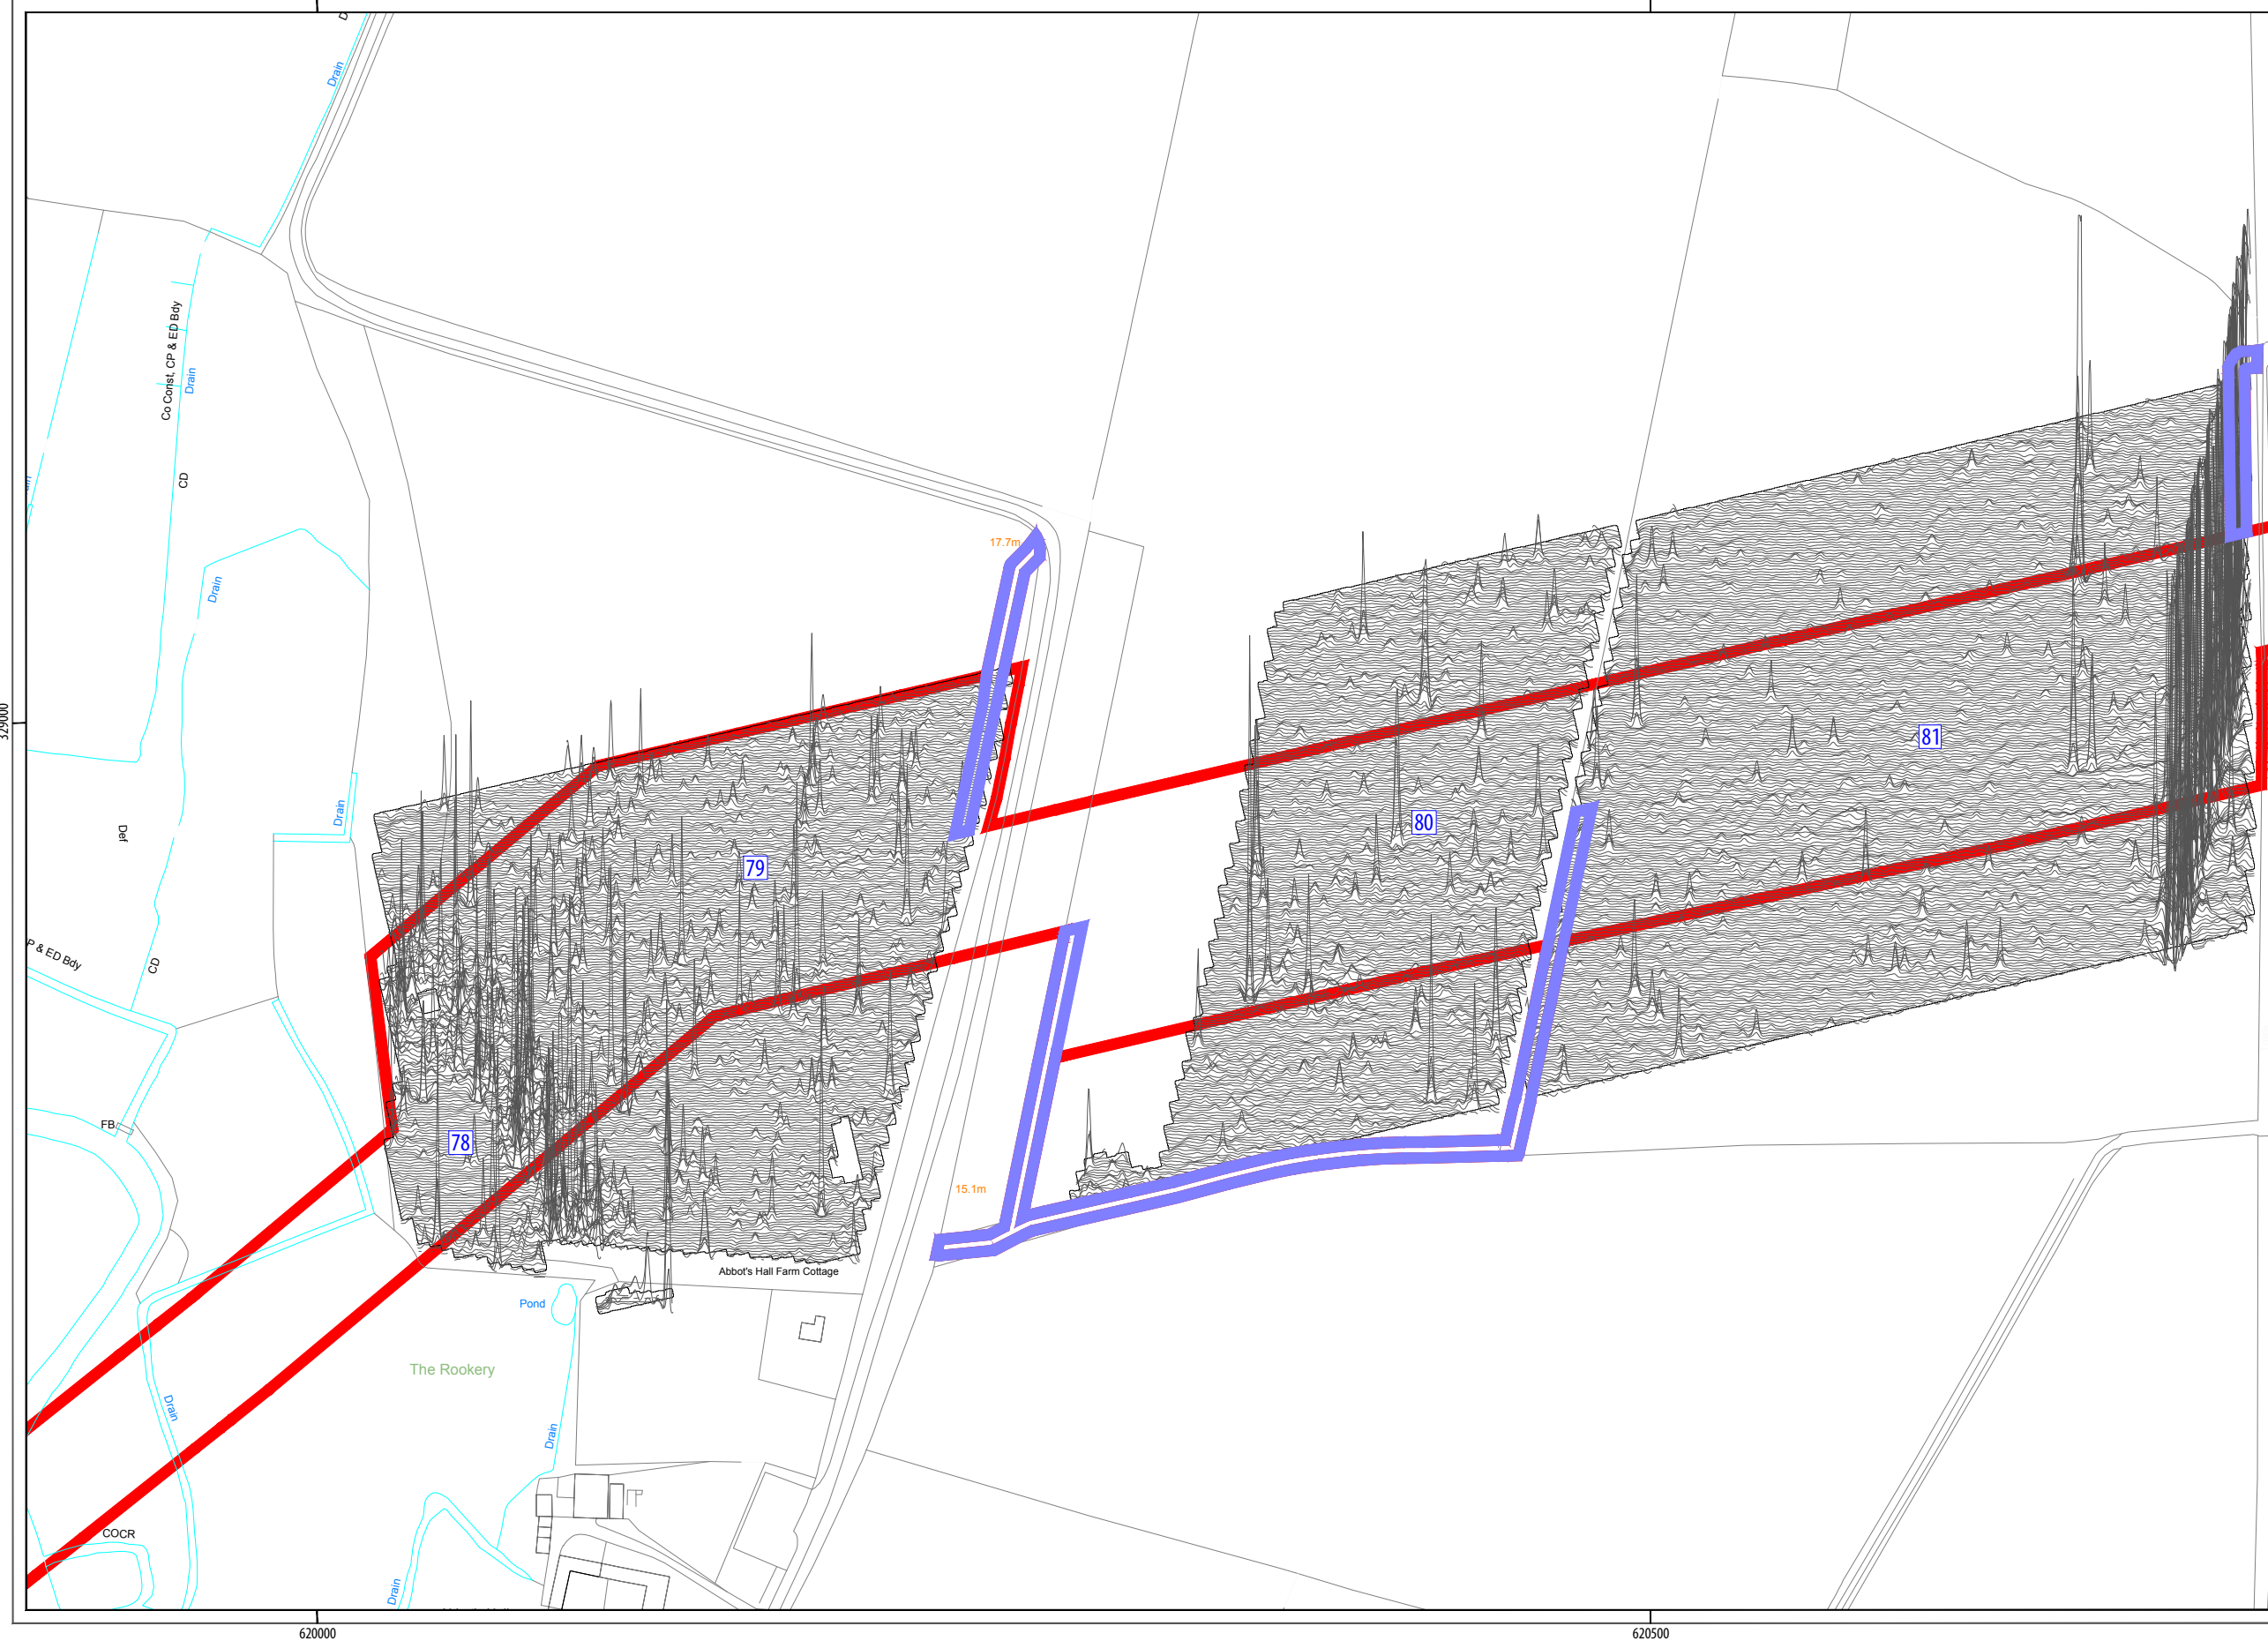 Drain
Co Const, CP & ED Bdy
Drain
CD
17.7m
Drain
329000
81
Drain
80
Def
79
P & ED Bdy
CD
FB
78
15.1m
Abbot's Hall Farm Cottage
Pond
The Rookery
Drain
Drain
COCR
Drain
620000
620500